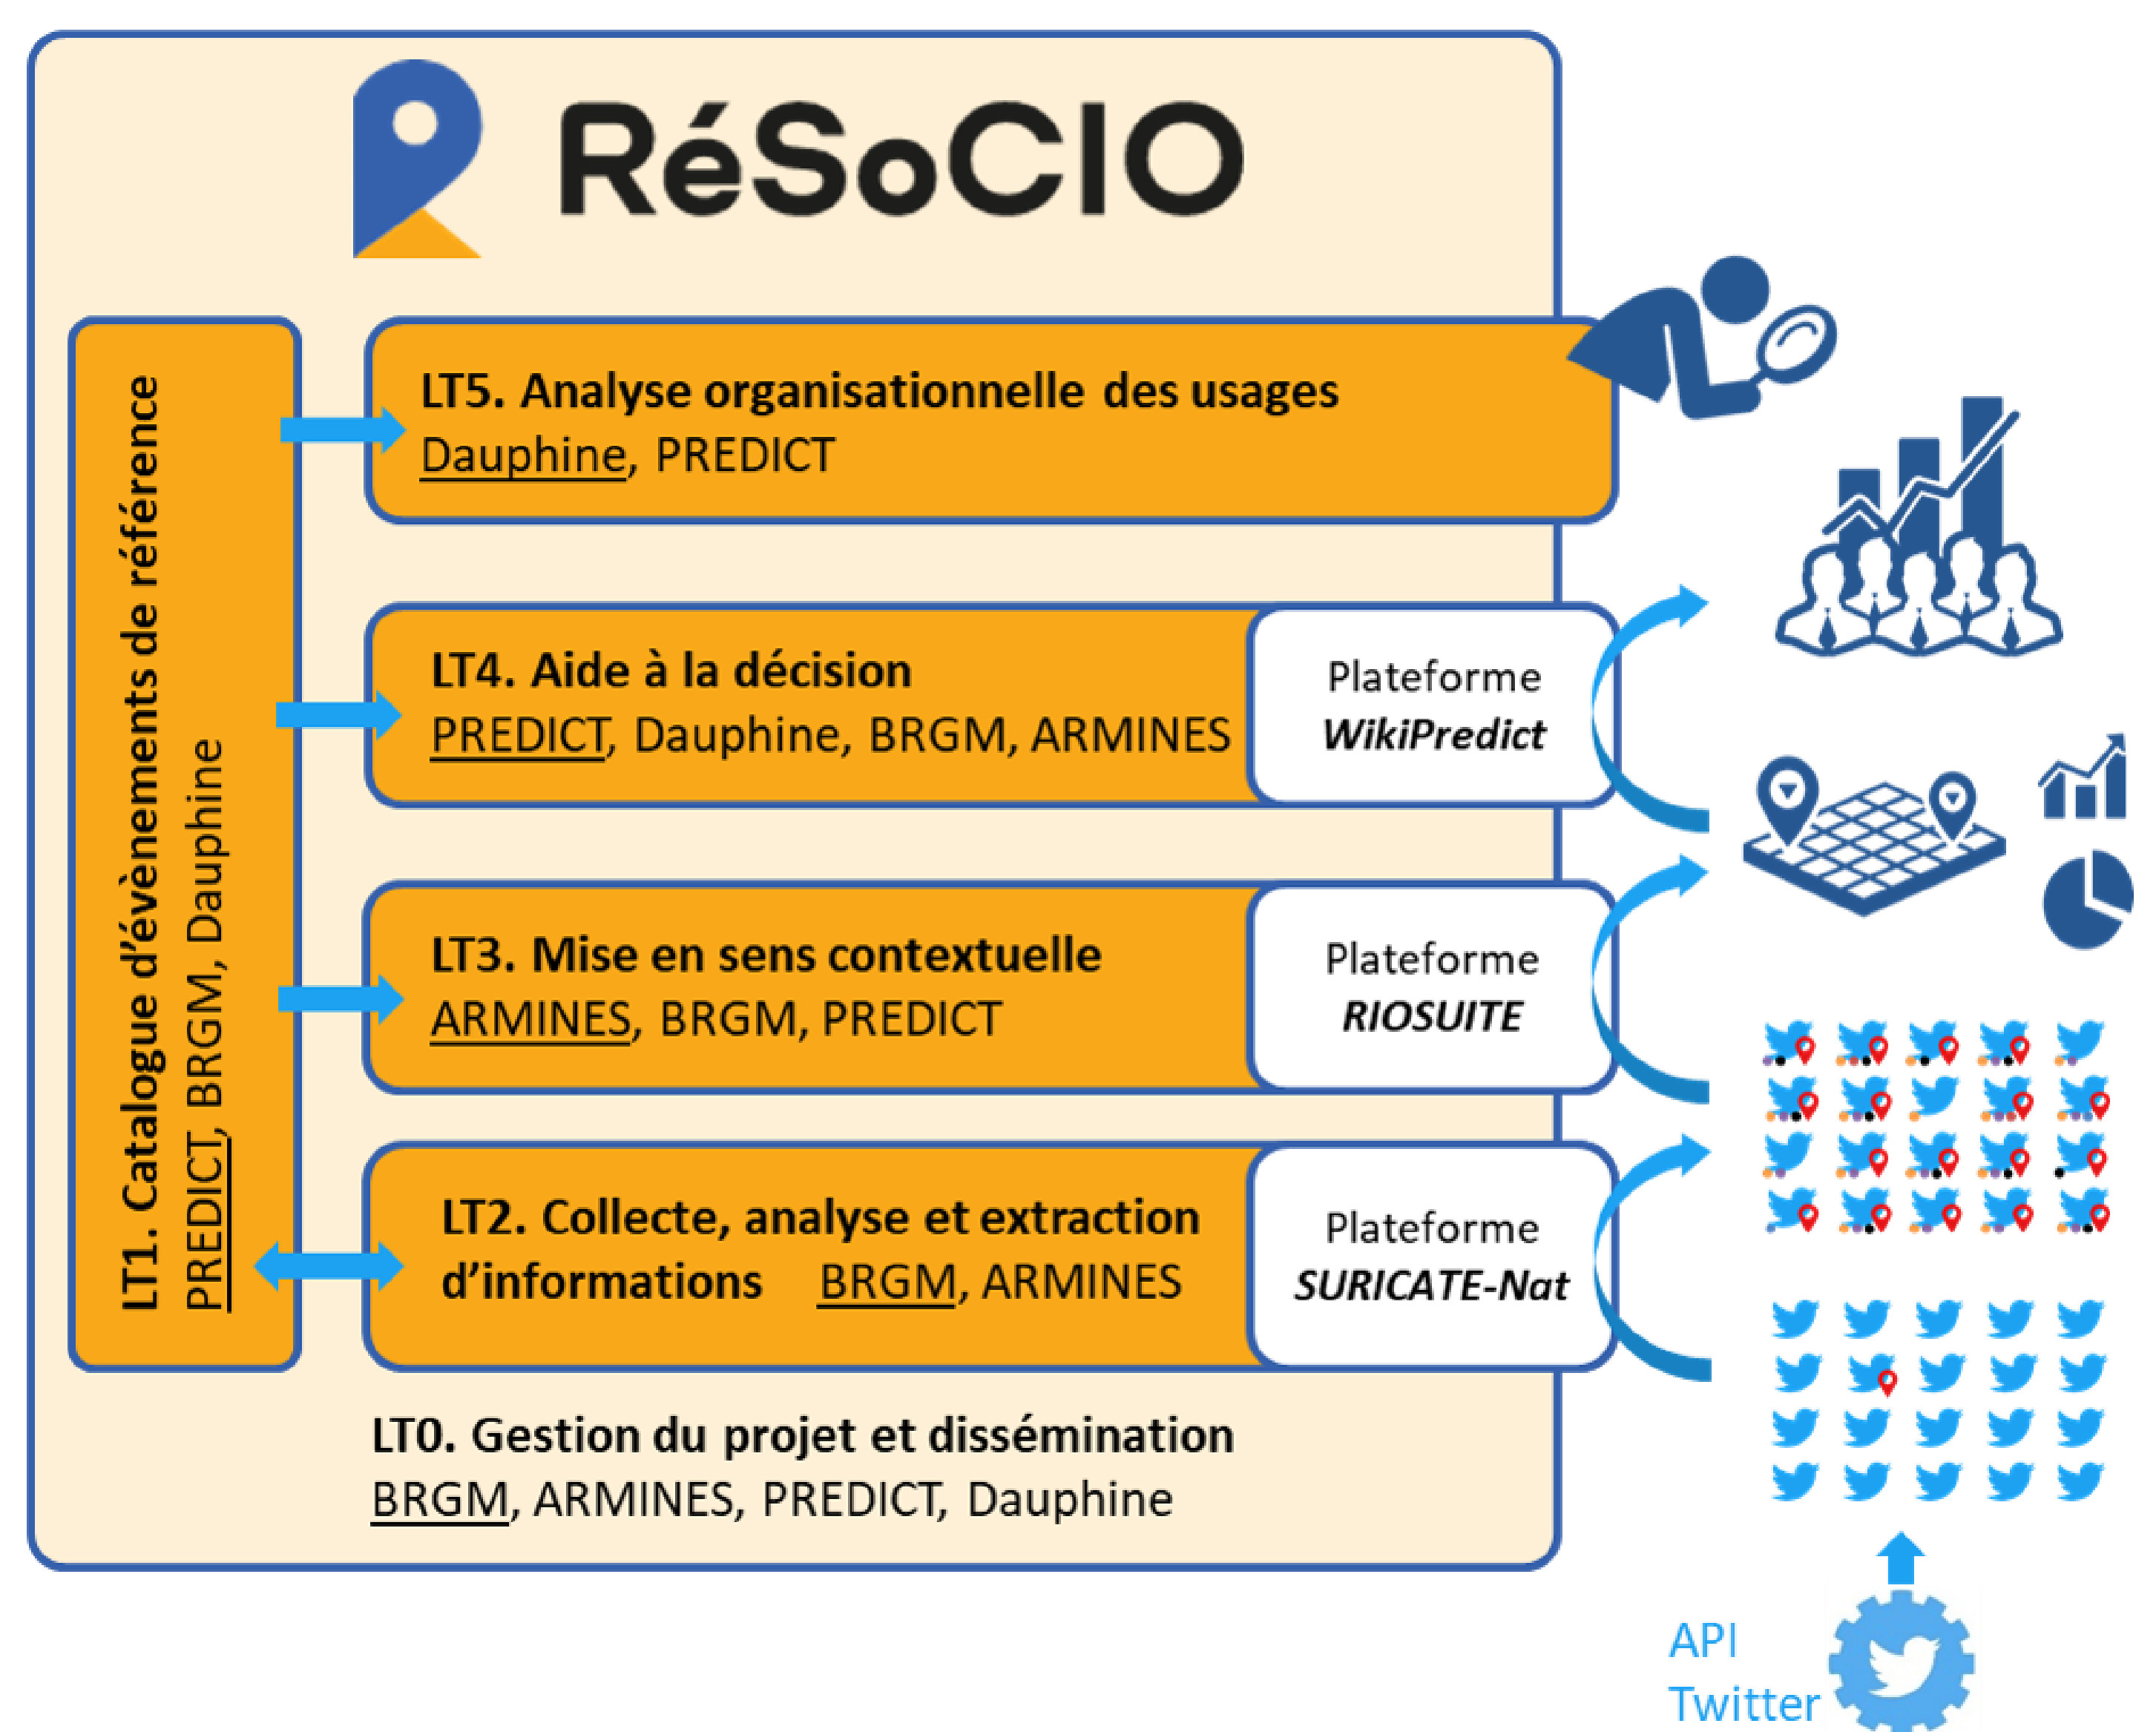 RéSoCIO
LT1. Catalogue d’évènements de référence
PREDICT, BRGM, Dauphine
LT5. Analyse organisationnelle des usages
Dauphine, PREDICT
LT4. Aide à la décision
PREDICT, Dauphine, BRGM, ARMINES
Plateforme
WikiPredict
LT3. Mise en sens contextuelle
ARMINES, BRGM, PREDICT
Plateforme
RIOSUITE
LT2. Collecte, analyse et extraction
d’informations BRGM, ARMINES
Plateforme
SURICATE-Nat
LT0. Gestion du projet et dissémination
BRGM, ARMINES, PREDICT, Dauphine
API
Twitter